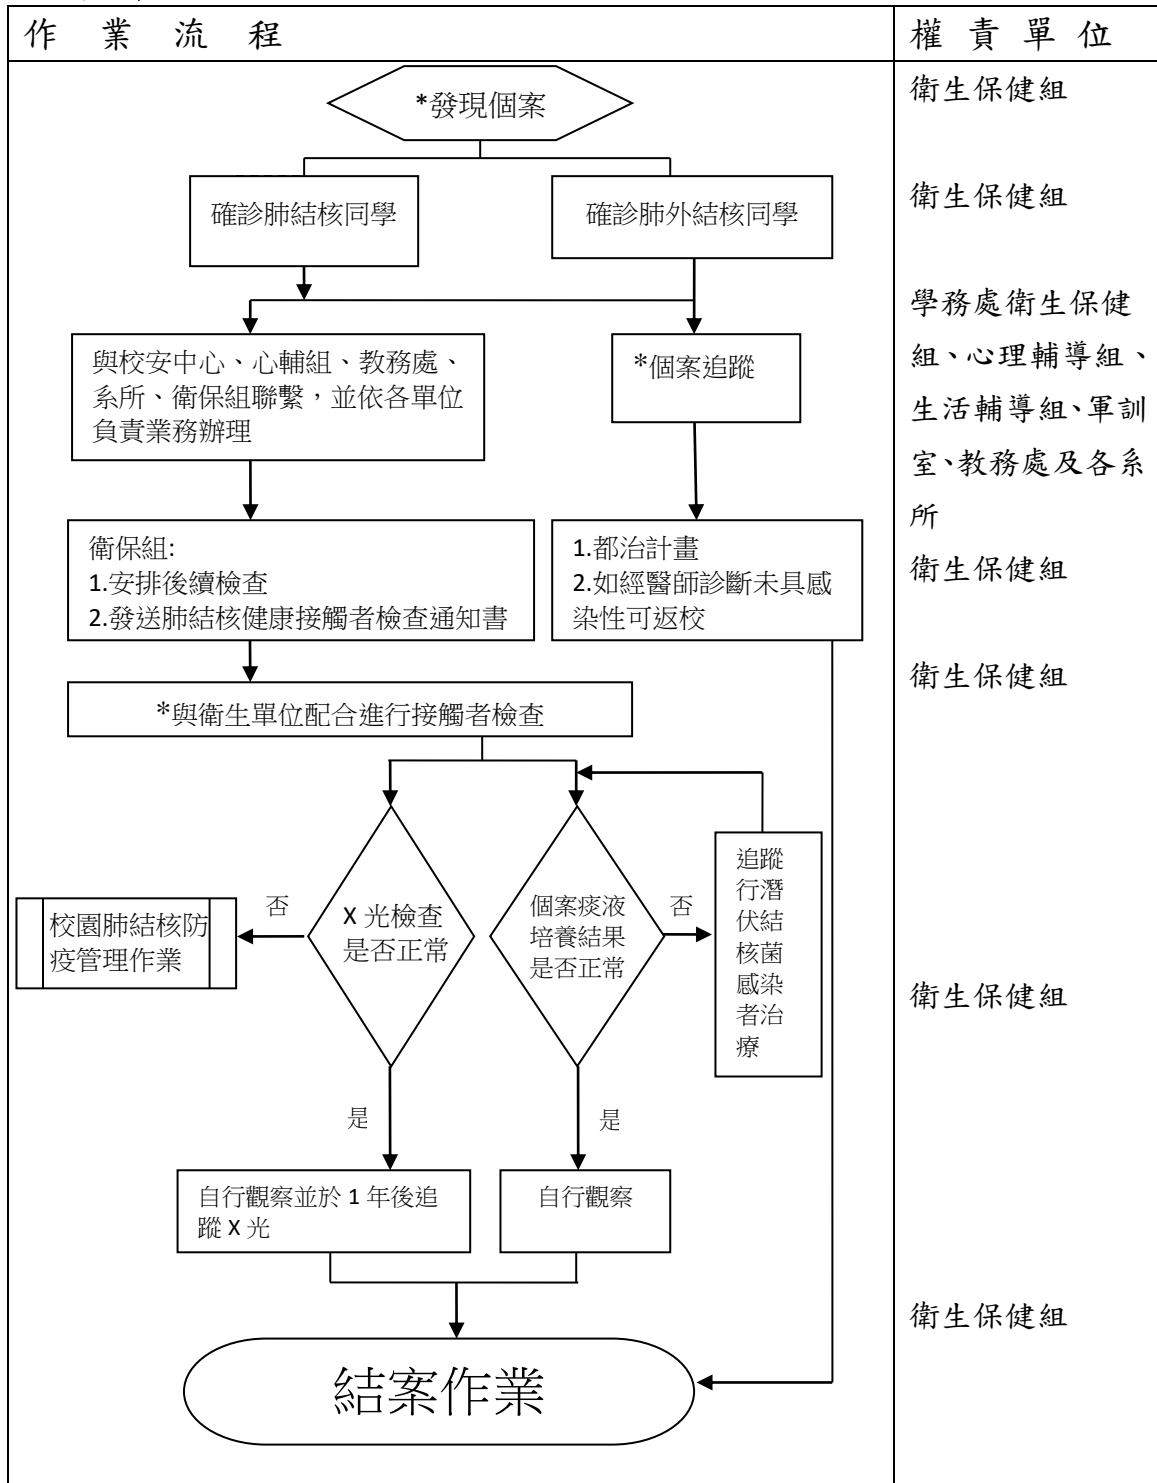 作業流程
權責單位
*發現個案
衛生保健組
確診肺結核同學
確診肺外結核同學
衛生保健組
與校安中心、心輔組、教務處、
系所、衛保組聯繫，並依各單位
負責業務辦理
*個案追蹤
學務處衛生保健
組、心理輔導組、
生活輔導組、軍訓
室、教務處及各系
所
衛保組:
1.安排後續檢查
2.發送肺結核健康接觸者檢查通知書
1.都治計畫
2.如經醫師診斷未具感
染性可返校
衛生保健組
*與衛生單位配合進行接觸者檢查
衛生保健組
校園肺結核防
疫管理作業
否
X 光檢查
是否正常
個案痰液
培養結果
是否正常
否
追蹤
行潛
伏結
核菌
感染
者治
療
衛生保健組
是
是
自行觀察並於 1 年後追
蹤 X 光
自行觀察
結案作業
衛生保健組